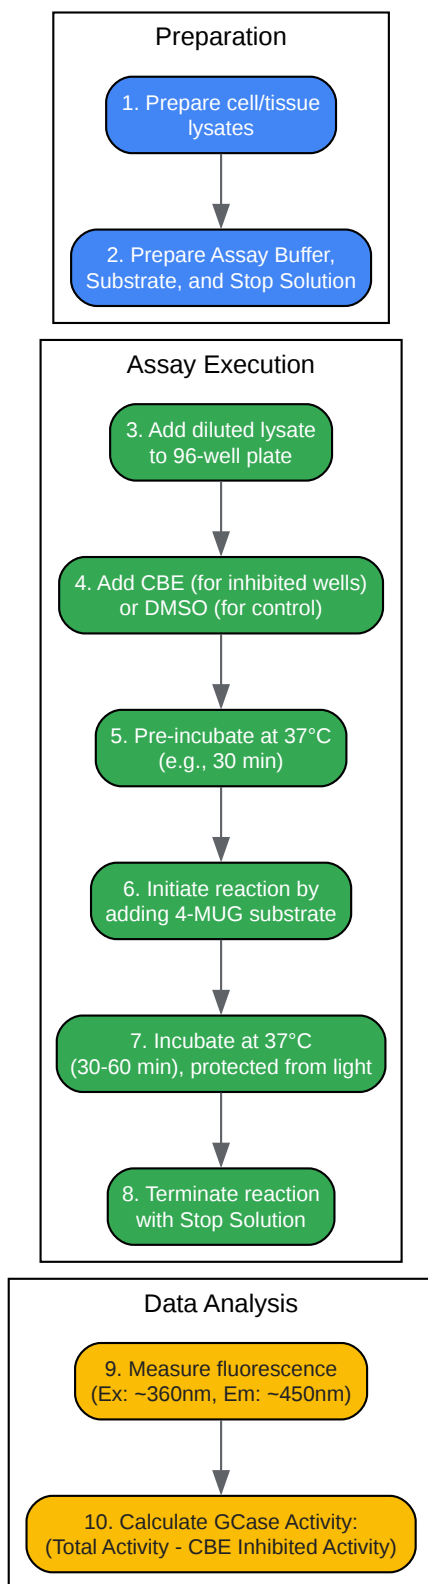 Preparation
1. Prepare cell/tissue
lysates
2. Prepare Assay Buffer,
Substrate, and Stop Solution
Assay Execution
3. Add diluted lysate
to 96-well plate
4. Add CBE (for inhibited wells)
or DMSO (for control)
5. Pre-incubate at 37°C
(e.g., 30 min)
6. Initiate reaction by
adding 4-MUG substrate
7. Incubate at 37°C
(30-60 min), protected from light
8. Terminate reaction
with Stop Solution
Data Analysis
9. Measure fluorescence
(Ex: ~360nm, Em: ~450nm)
10. Calculate GCase Activity:
(Total Activity - CBE Inhibited Activity)